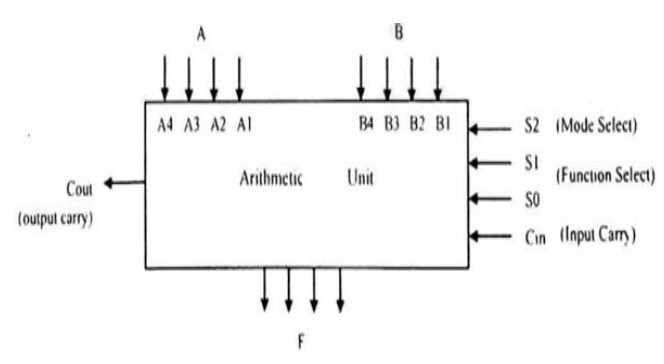 A B
A4 A3 A2 A1 B4 B3 B2 B1
S2 (Mode Select)
S1
(Function Select)
Arithmetic Unit
Cout
S0
(output carry)
Cin (Input Carry)
F